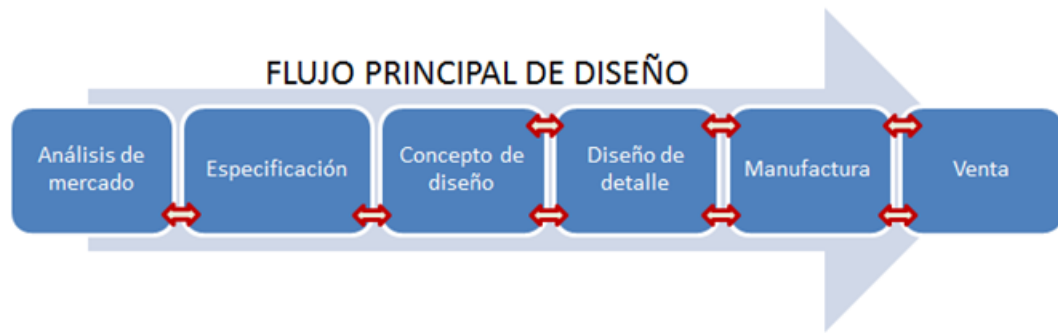 FLUJO PRINCIPAL DE DISEÑO
Análisis de
mercado
Especificación
Concepto de
diseño
Diseño de
detalle
Manufactura
Venta